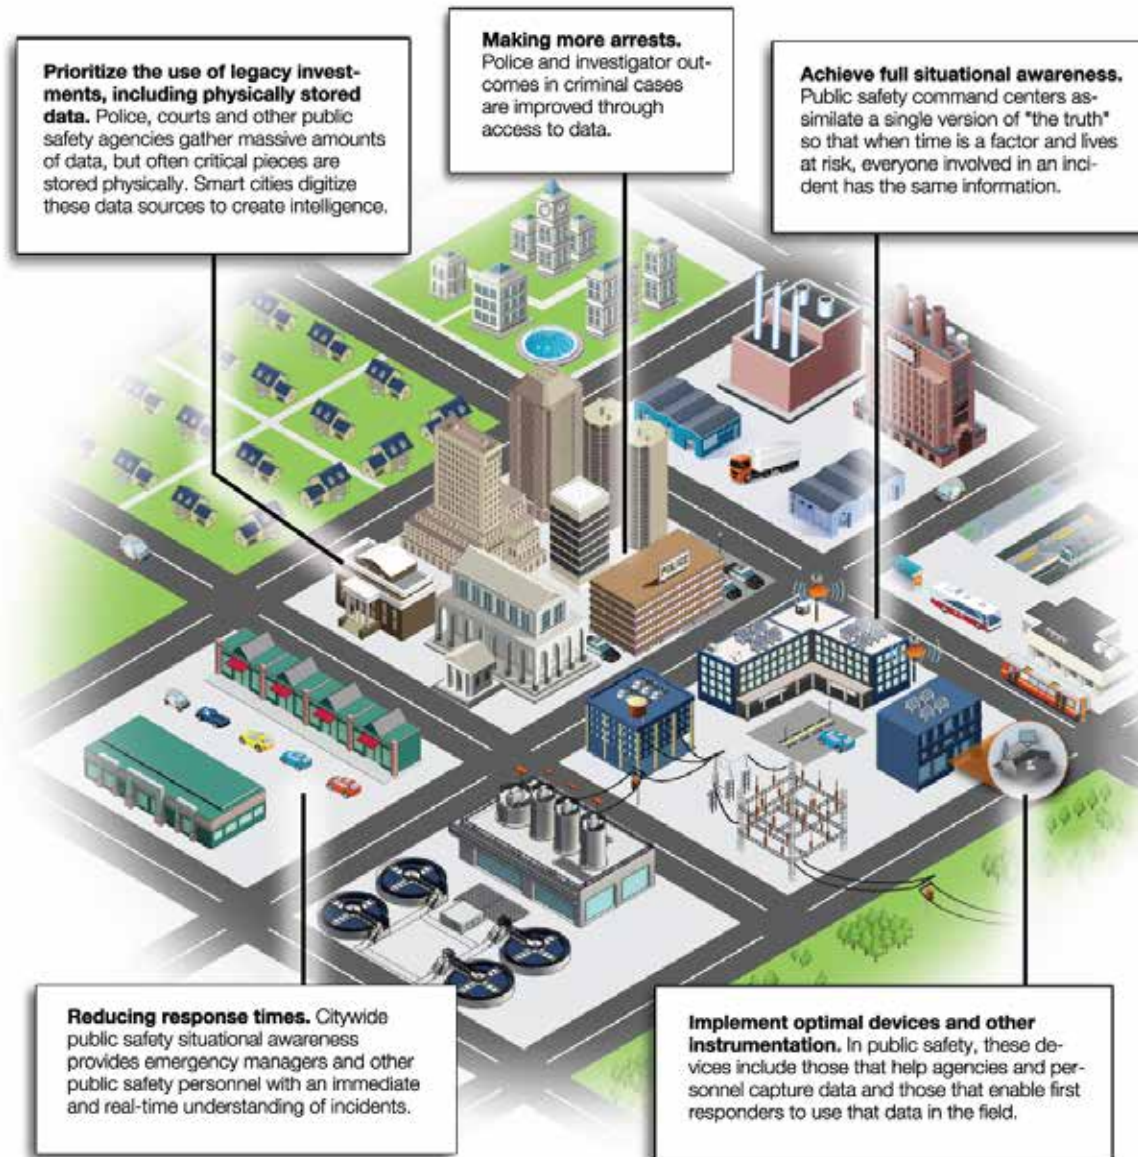 Prioritize the use of legacy invest-
ments, including physically stored
data. Police, courts and other public
safety agencies gather massive amounts
of data, but often critical pieces are
stored physically. Smart cities digitize
these data sources to create intelligence.
Making more arrests.
Police and investigator out-
comes in criminal cases
are improved through
access to data.
Achieve full situational awareness.
Public safety command centers as-
similate a single version of "the truth"
so that when time is a factor and lives
at risk, everyone involved in an inci-
dent has the same information.
POLICE
Reducing response times. Citywide
public safety situational awareness
provides emergency managers and other
public safety personnel with an immediate
and real-time understanding of incidents.
Implement optimal devices and other
instrumentation. In public safety, these de-
vices include those that help agencies and per-
sonnel capture data and those that enable first
responders to use that data in the field.